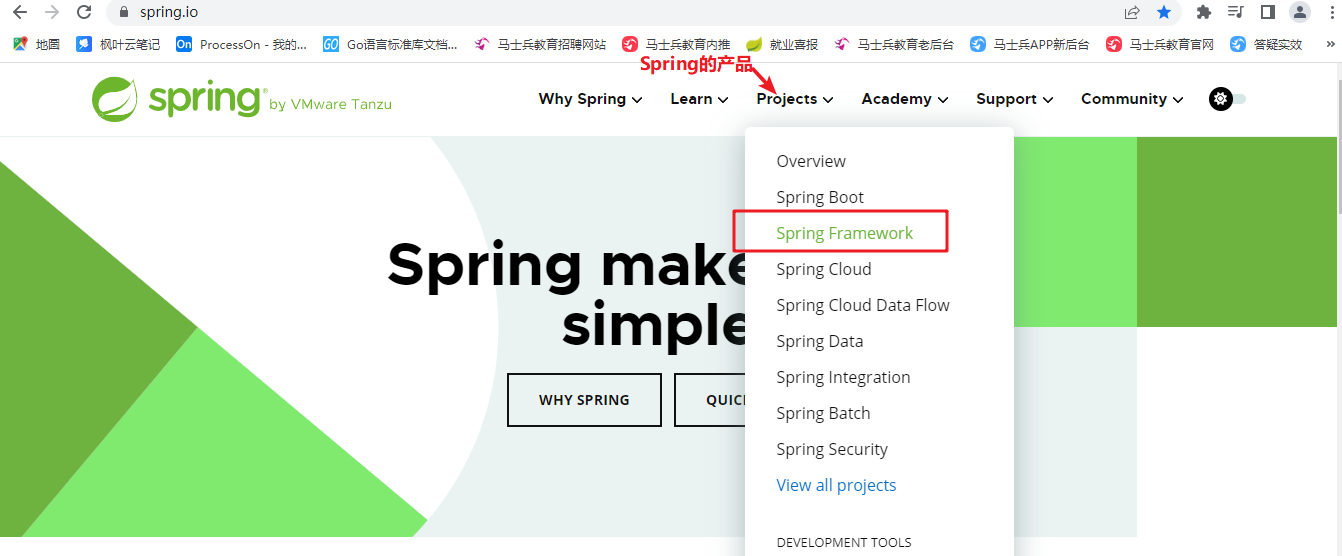 spring.io
地图
枫叶云笔记
On ProcessOn - 我的...
GO Go语言标准库文档...
马士兵教育招聘网站
马士兵教育内推
就业喜报
马士兵教育老后台
马士兵APP新后台
马士兵教育官网
答疑实效
»
Spring的产品
spring® by VMware Tanzu
Why Spring
Learn
Projects
Academy
Support
Community
Overview
Spring Boot
Spring Framework
Spring Cloud
Spring Cloud Data Flow
Spring Data
Spring Integration
Spring Batch
Spring Security
View all projects
DEVELOPMENT TOOLS
Spring make
simple
WHY SPRING
QUIC